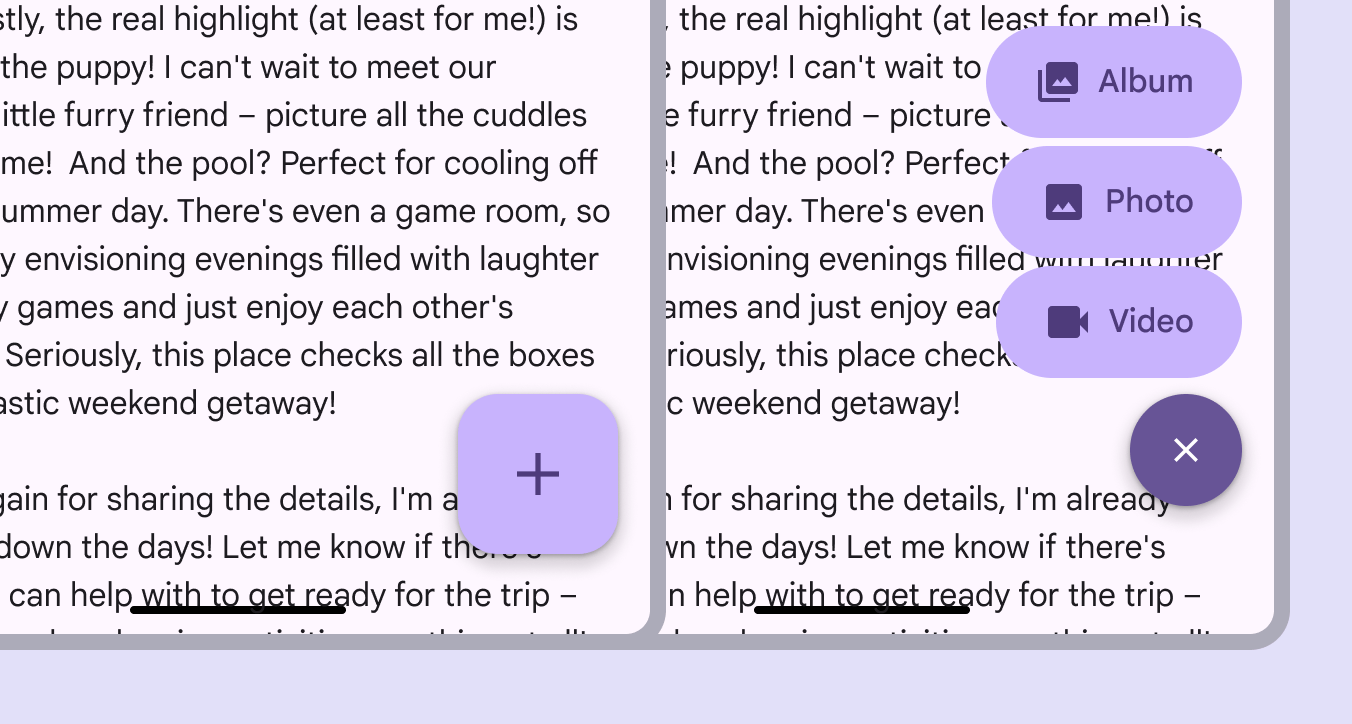 stly, the real highlight (at least for me!) is
the puppy! I can't wait to meet our
little furry friend – picture all the cuddles
me! And the pool? Perfect for cooling off
ummer day. There's even a game room, so
y envisioning evenings filled with laughter
y games and just enjoy each other's
Seriously, this place checks all the boxes
astic weekend getaway!
gain for sharing the details, I'm a
down the days! Let me know if there's
can help with to get ready for the trip –
, the real highlight (at least for me!) is
e puppy! I can't wait to
e furry friend – picture
e! And the pool? Perfect
mer day. There's even
nvisioning evenings filled with laughter
ames and just enjoy eac
riously, this place checks
c weekend getaway!
n for sharing the details, I'm already
wn the days! Let me know if there's
n help with to get ready for the trip –
Album
Photo
Video